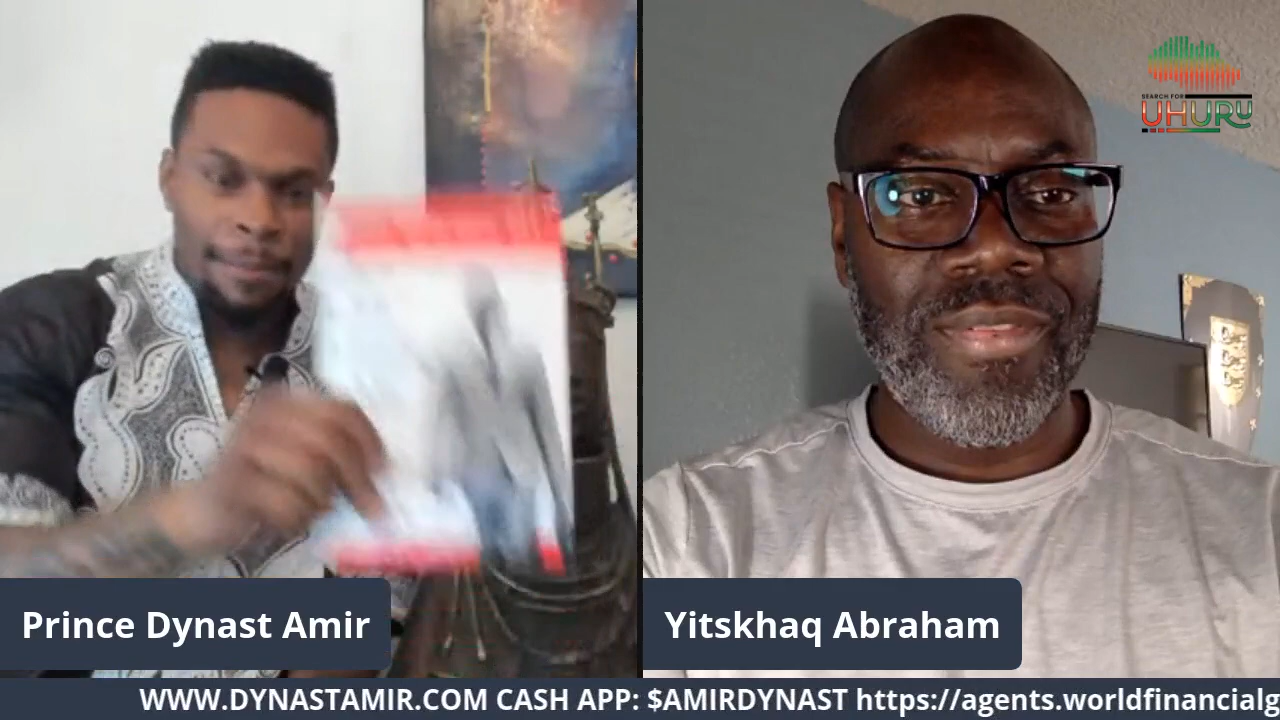 SEARCH FOR
UHURU
Prince Dynast Amir
Yitskhaq Abraham
WWW.DYNASTAMIR.COM CASH APP: $AMIRDYNAST https://agents.worldfinancialg